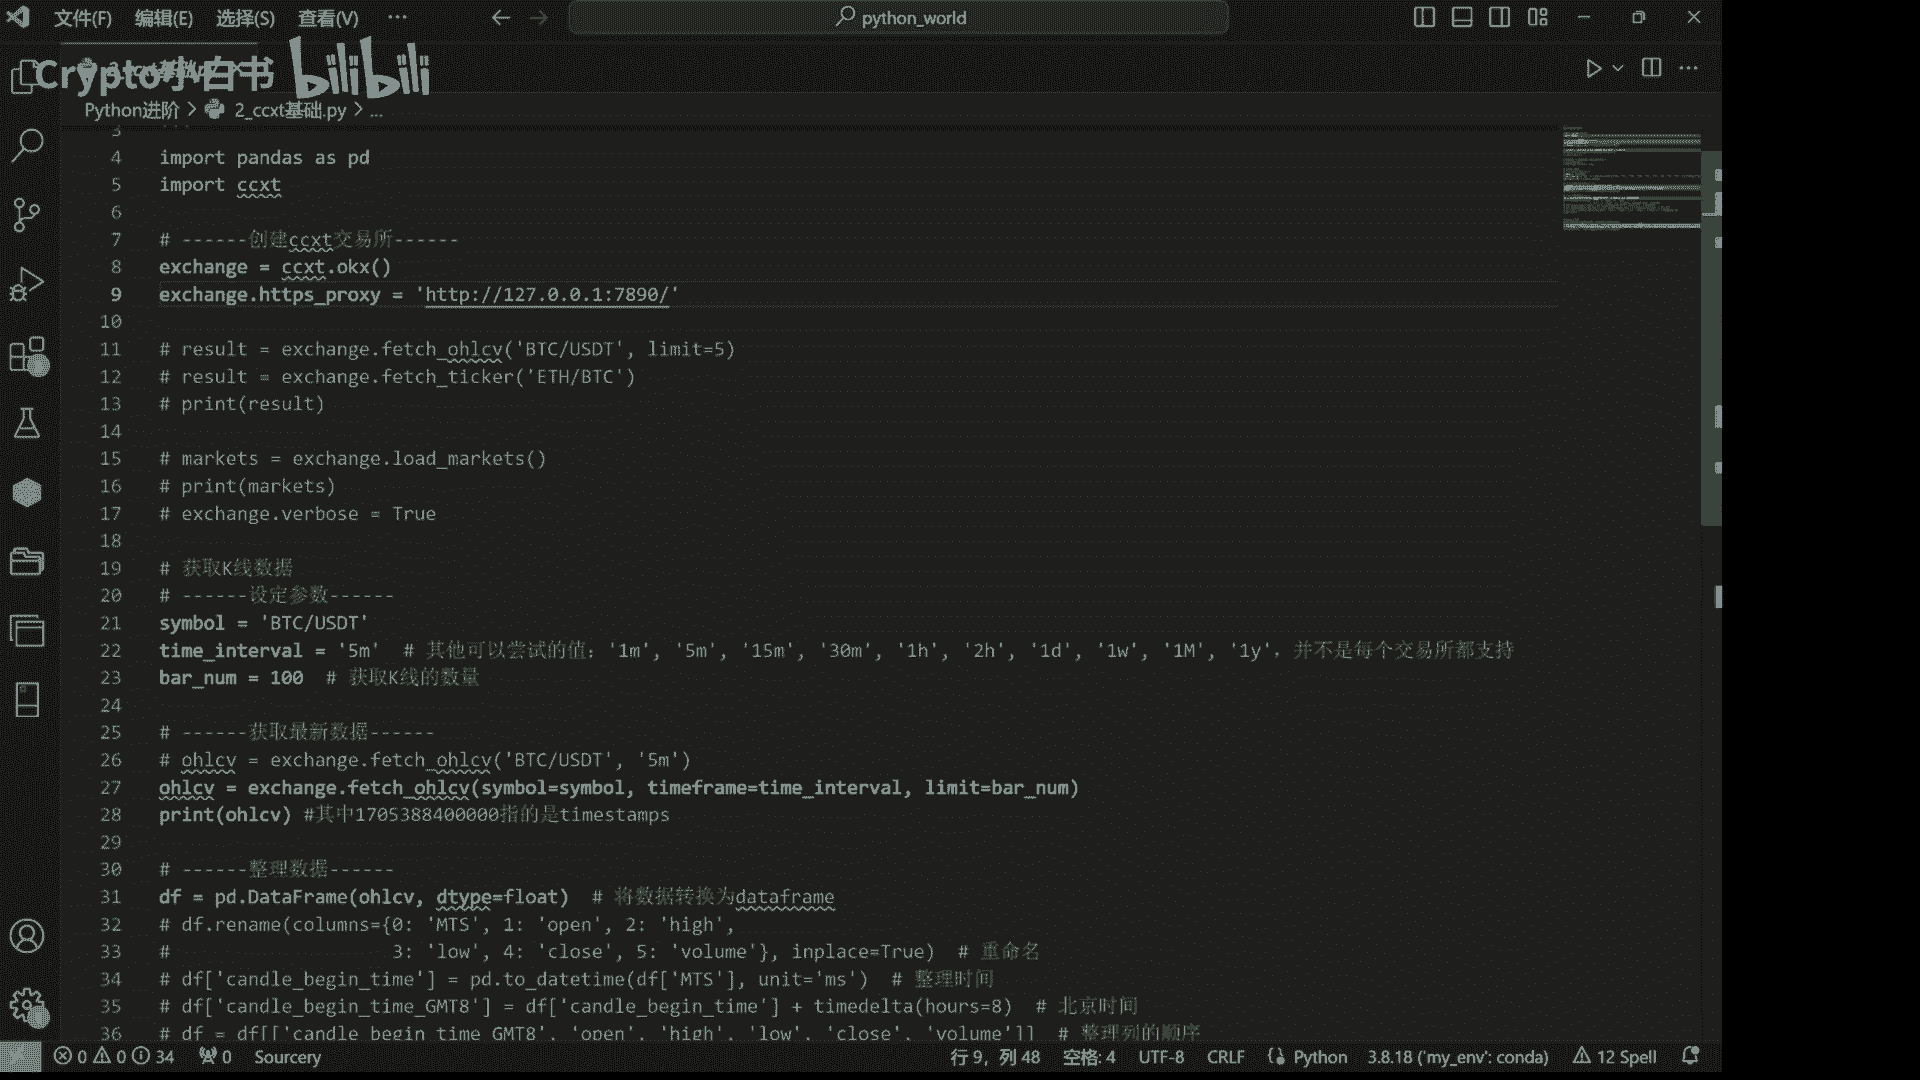 文件(F) 编辑(E) 选择(S) 查看(V) ··· python_world
Crypto小白书 bilibili
Python进阶 > 2_ccxt基础.py > ...
3
4 import pandas as pd
5 import ccxt
6
7 # ------创建ccxt交易所------
8 exchange = ccxt.okx()
9 exchange.https_proxy = 'http://127.0.0.1:7890/'
10
11 # result = exchange.fetch_ohlcv('BTC/USDT', limit=5)
12 # result = exchange.fetch_ticker('ETH/BTC')
13 # print(result)
14
15 # markets = exchange.load_markets()
16 # print(markets)
17 # exchange.verbose = True
18
19 # 获取K线数据
20 # ------设定参数------
21 symbol = 'BTC/USDT'
22 time_interval = '5m' # 其他可以尝试的值：'1m', '5m', '15m', '30m', '1h', '2h', '1d', '1w', '1M', '1y'，并不是每个交易所都支持
23 bar_num = 100 # 获取K线的数量
24
25 # ------获取最新数据------
26 # ohlcv = exchange.fetch_ohlcv('BTC/USDT', '5m')
27 ohlcv = exchange.fetch_ohlcv(symbol=symbol, timeframe=time_interval, limit=bar_num)
28 print(ohlcv) #其中1705388400000指的是timestamps
29
30 # ------整理数据------
31 df = pd.DataFrame(ohlcv, dtype=float) # 将数据转换为dataframe
32 # df.rename(columns={0: 'MTS', 1: 'open', 2: 'high',
33 # 3: 'low', 4: 'close', 5: 'volume'}, inplace=True) # 重命名
34 # df['candle_begin_time'] = pd.to_datetime(df['MTS'], unit='ms') # 整理时间
35 # df['candle_begin_time_GMT8'] = df['candle_begin_time'] + timedelta(hours=8) # 北京时间
36 # df = df[['candle_begin_time_GMT8', 'open', 'high', 'low', 'close', 'volume']] # 整理列的顺序
0 0 34 0 Sourcery 行 9，列 48 空格: 4 UTF-8 CRLF Python 3.8.18 ('my_env': conda) 12 Spell